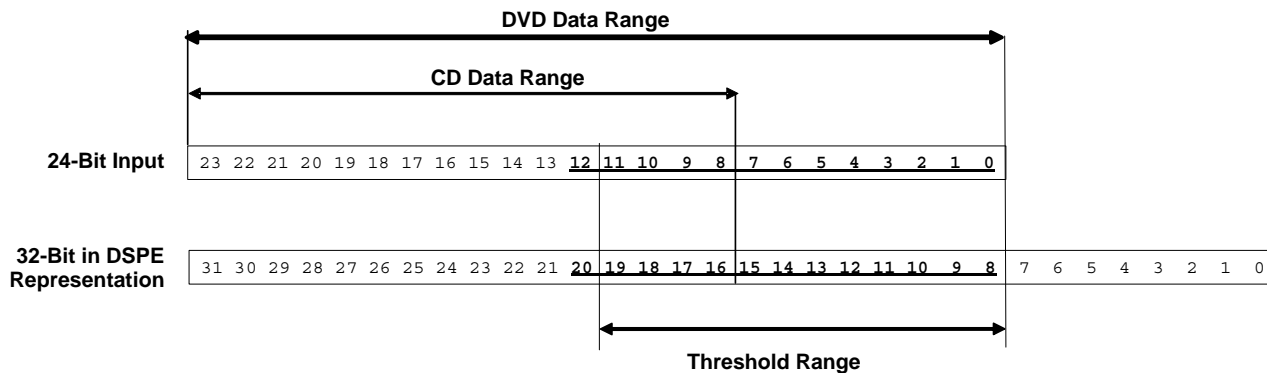 DVD Data Range
CD Data Range
24-Bit Input
23 22 21 20 19 18 17 16 15 14 13 12 11 10 9 8 7 6 5 4 3 2 1 0
32-Bit in DSPE
Representation
31 30 29 28 27 26 25 24 23 22 21 20 19 18 17 16 15 14 13 12 11 10 9 8 7 6 5 4 3 2 1 0
Threshold Range